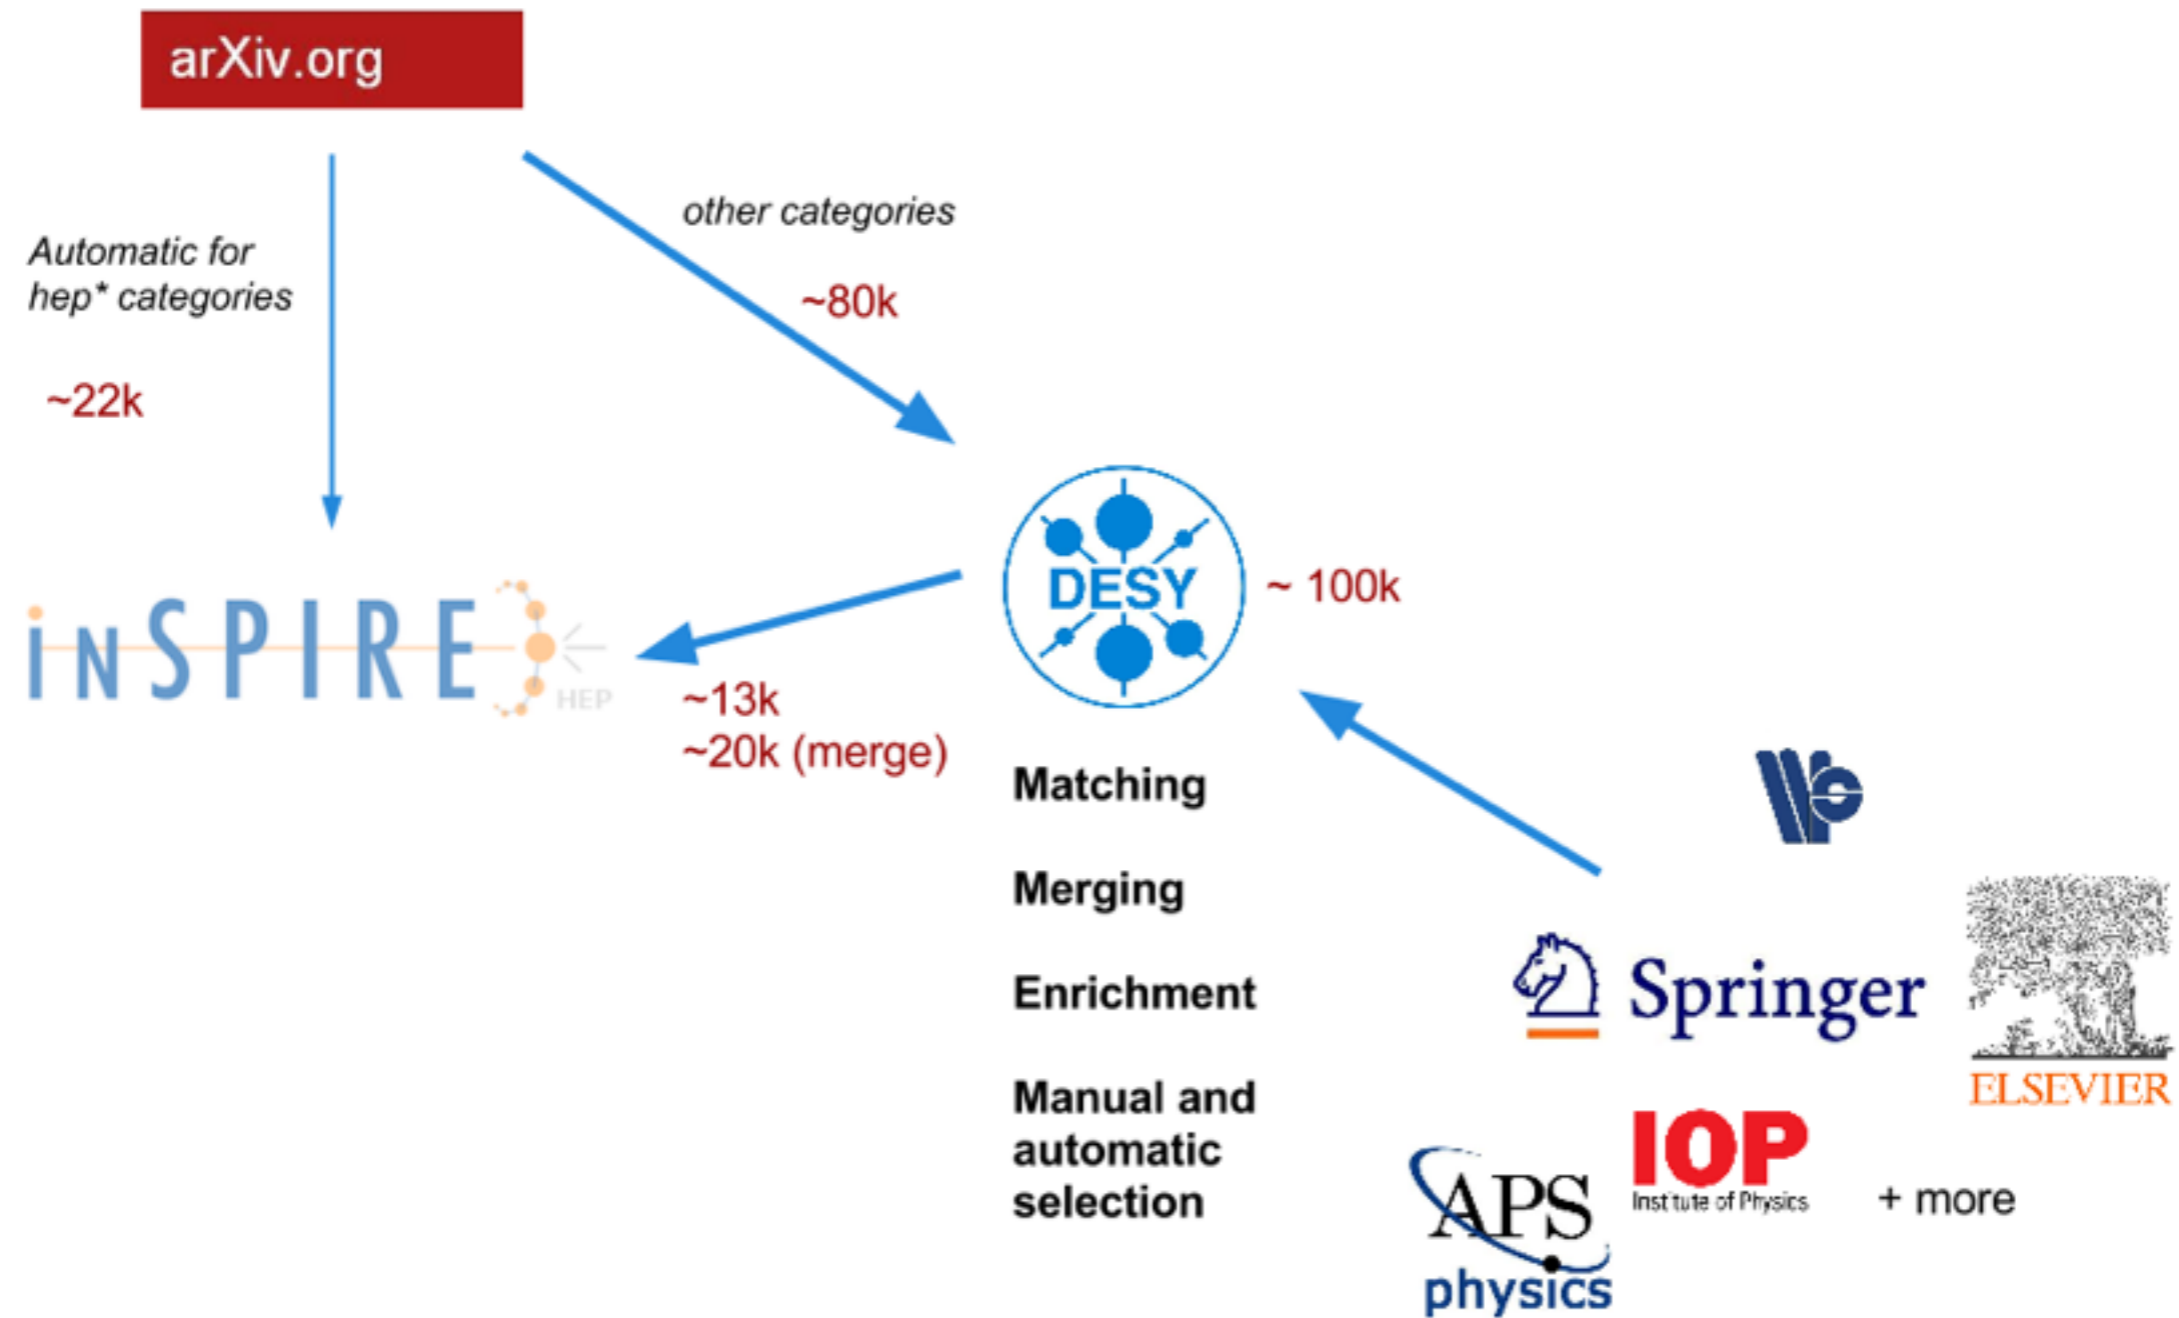 arXiv.org
other categories
~80k
Automatic for
hep* categories
~22k
DESY
~ 100k
inSPIRE
HEP
~13k
~20k (merge)
Matching
Merging
Enrichment
Manual and
automatic
selection
Springer
ELSEVIER
IOP
Institute of Physics
+ more
APS
physics